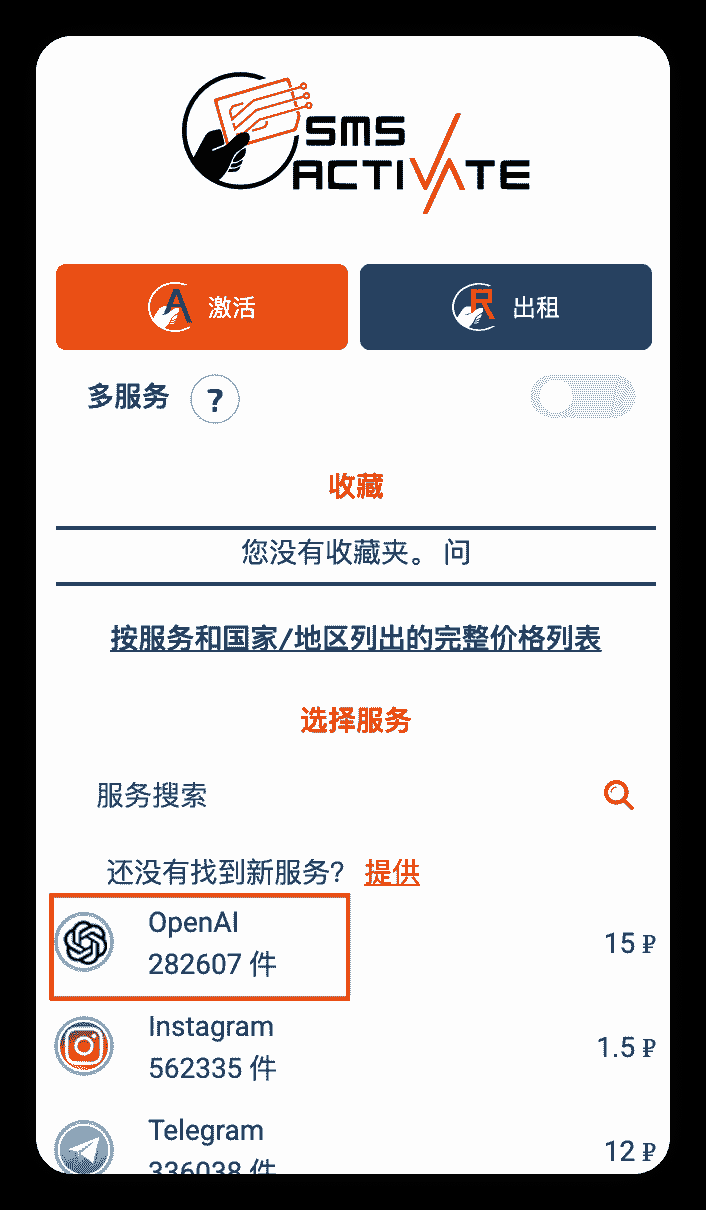 SMS
ACTIVATE
激活
出租
多服务 ?
收藏
您没有收藏夹。 问
按服务和国家/地区列出的完整价格列表
选择服务
服务搜索
还没有找到新服务? 提供
OpenAI
282607 件
15 ₽
Instagram
562335 件
1.5 ₽
Telegram
336038 件
12 ₽